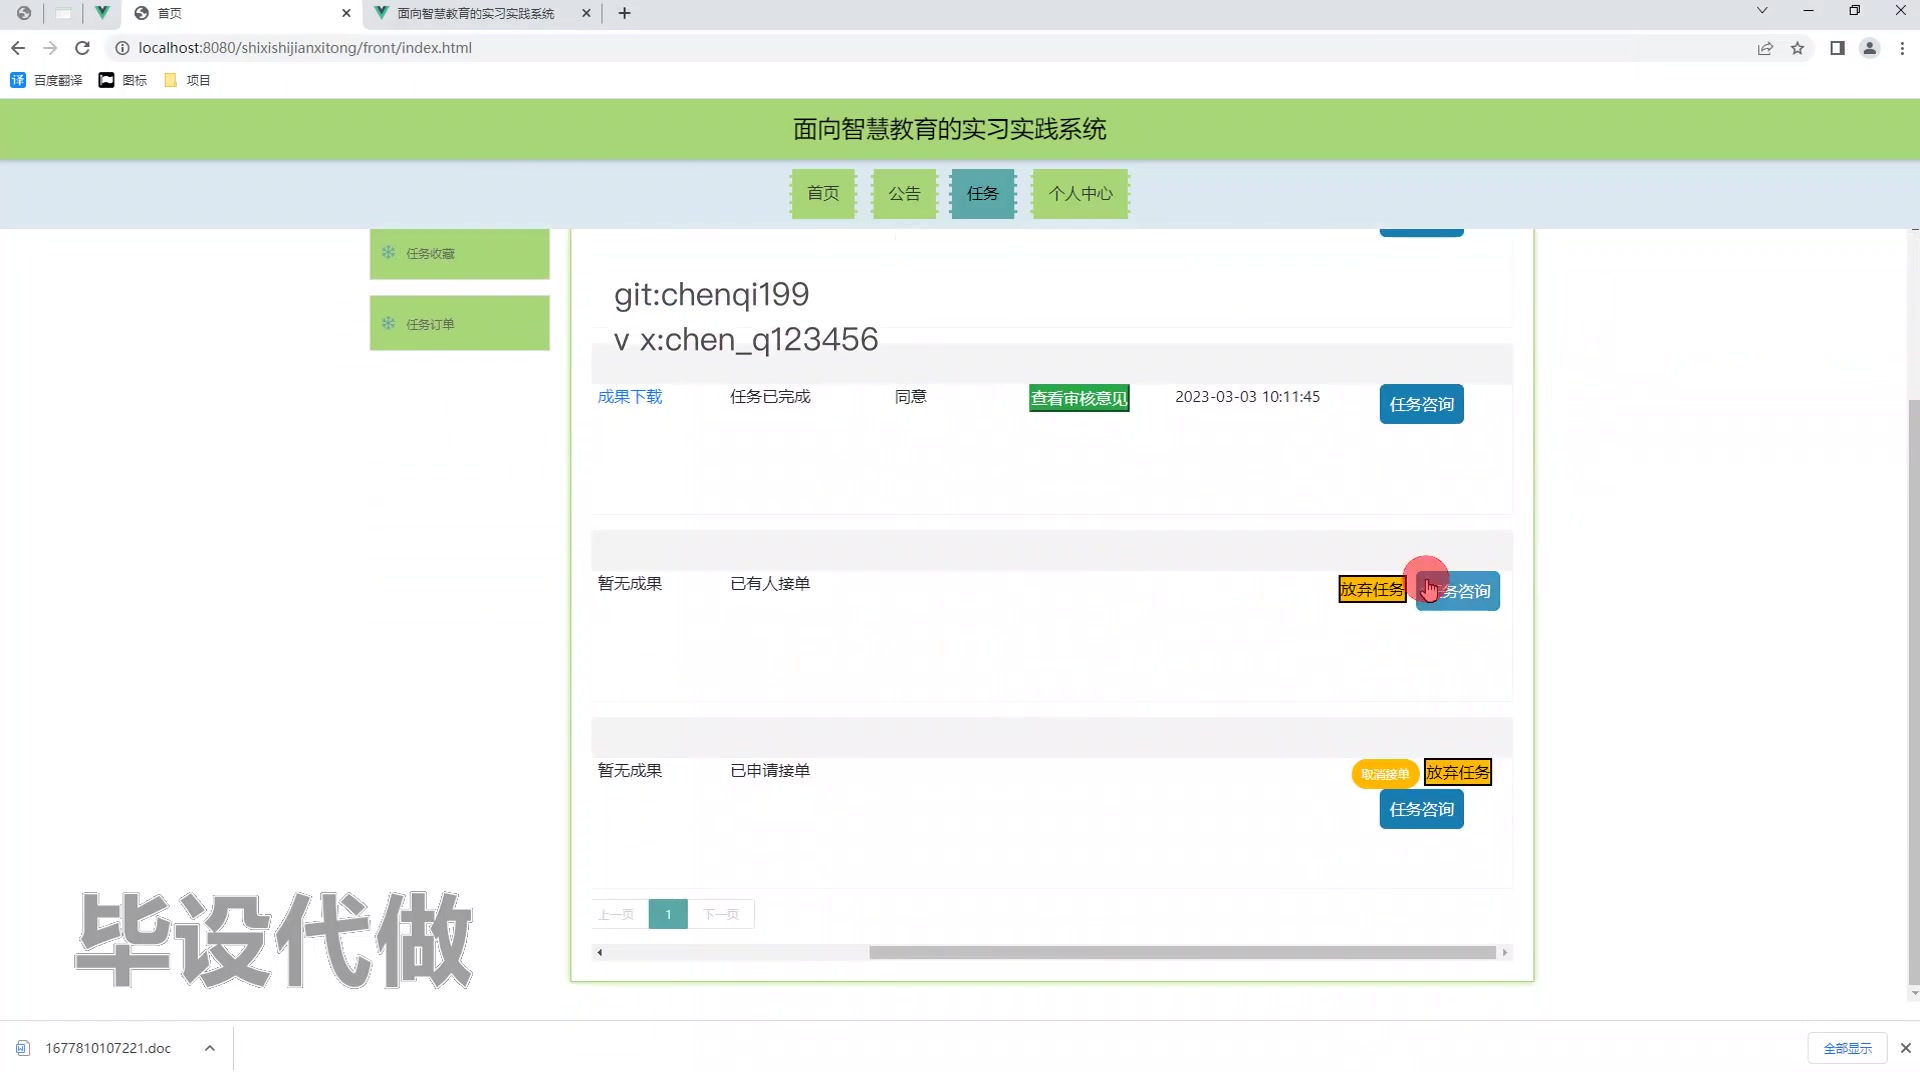 首页
面向智慧教育的实习实践系统
localhost:8080/shixishijianxitong/front/index.html
百度翻译
图标
项目
面向智慧教育的实习实践系统
首页
公告
任务
个人中心
任务收藏
任务订单
git:chenqi199
v x:chen_q123456
成果下载
任务已完成
同意
查看审核意见
2023-03-03 10:11:45
任务咨询
暂无成果
已有人接单
放弃任务
务咨询
暂无成果
已申请接单
取消接单
放弃任务
任务咨询
上一页
1
下一页
毕设代做
1677810107221.doc
全部显示